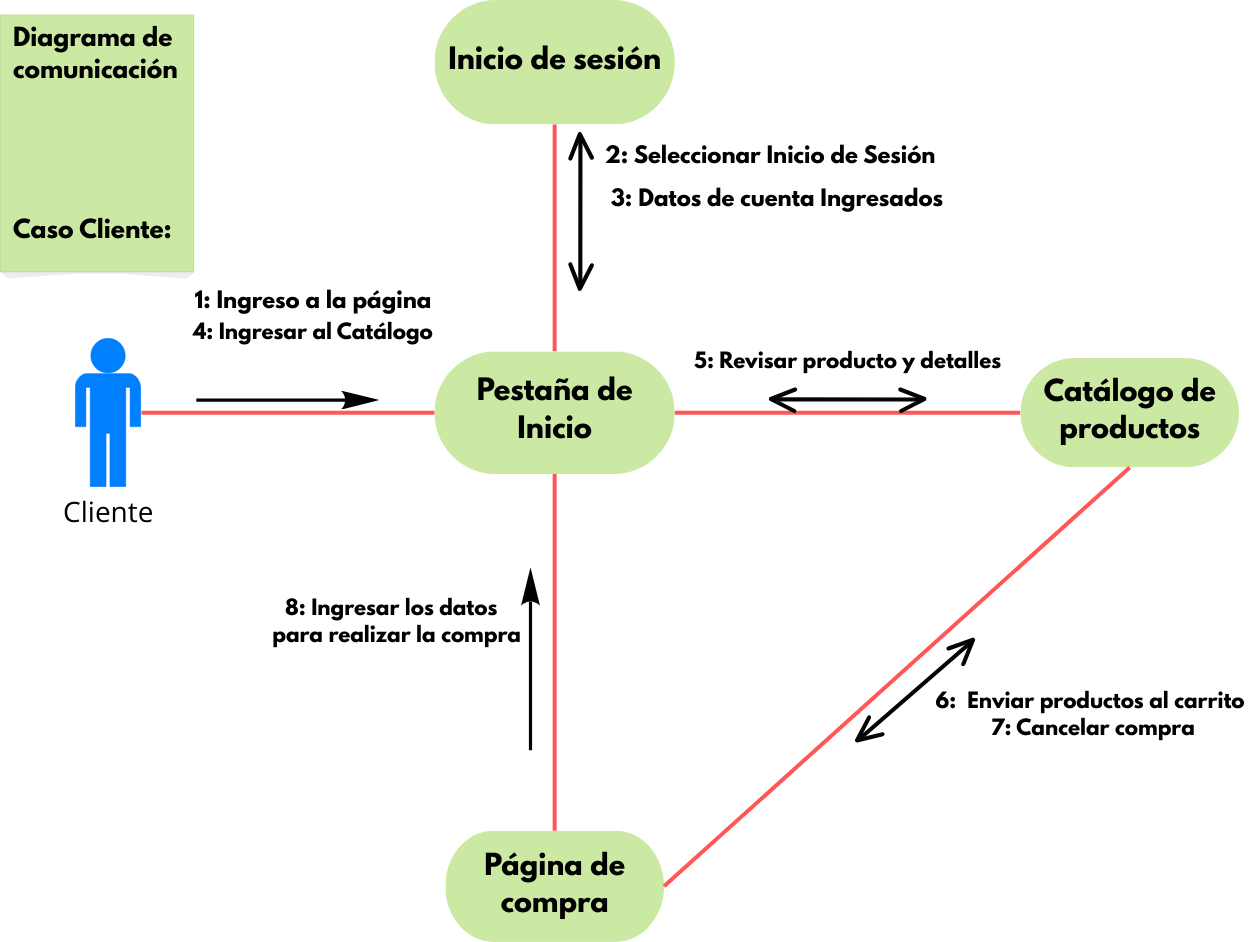 Diagrama de
comunicación
Caso Cliente:
Inicio de sesión
2: Seleccionar Inicio de Sesión
3: Datos de cuenta Ingresados
1: Ingreso a la página
4: Ingresar al Catálogo
Cliente
Pestaña de
Inicio
5: Revisar producto y detalles
Catálogo de
productos
8: Ingresar los datos
para realizar la compra
6: Enviar productos al carrito
7: Cancelar compra
Página de
compra